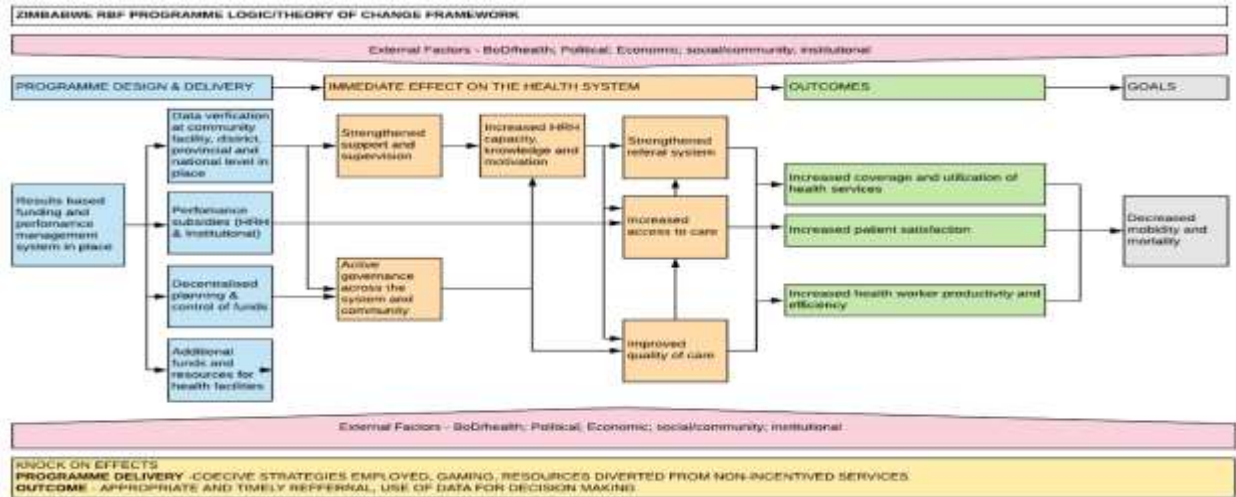 ZIMBABWE RBF PROGRAMME LOGIC/THEORY OF CHANGE FRAMEWORK
External Factors - BoD/health; Political; Economic; social/community; institutional
PROGRAMME DESIGN & DELIVERY
IMMEDIATE EFFECT ON THE HEALTH SYSTEM
OUTCOMES
GOALS
Results based
funding and
perfomamce
management
system in place
Data verfication
at community
facility, district,
provincial and
national level in
place
Perfomance
subsidies (HRH
& Institutional)
Decentralised
planning &
control of funds
Additional
funds and
resources for
health facilities
Strengthened
support and
supervision
Active
governance
across the
system and
community
Increased HRH
capacity,
knowledge and
motivation
Strengthened
referal system
Increased
access to care
Improved
quality of care
Increased coverage and utilization of
health services
Increased patient satisfaction
Increased health worker productivity and
efficiency
Decreased
mobidity and
mortality
External Factors - BoD/health; Political, Economic; social/community; institutional
KNOCK ON EFFECTS
PROGRAMME DELIVERY -COECIVE STRATEGIES EMPLOYED, GAMING, RESOURCES DIVERTED FROM NON-INCENTIVED SERVICES
OUTCOME - APPROPRIATE AND TIMELY REFFERRAL, USE OF DATA FOR DECISION MAKING